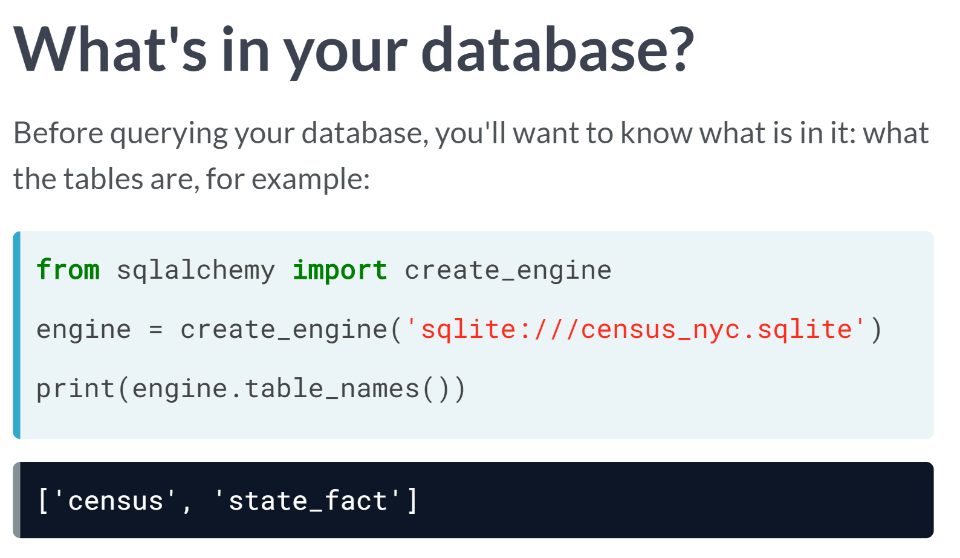 What's in your database?
Before querying your database, you'll want to know what is in it: what
the tables are, for example:
from sqlalchemy import create_engine
engine = create_engine('sqlite:///census_nyc.sqlite')
print(engine.table_names())
['census', 'state_fact']